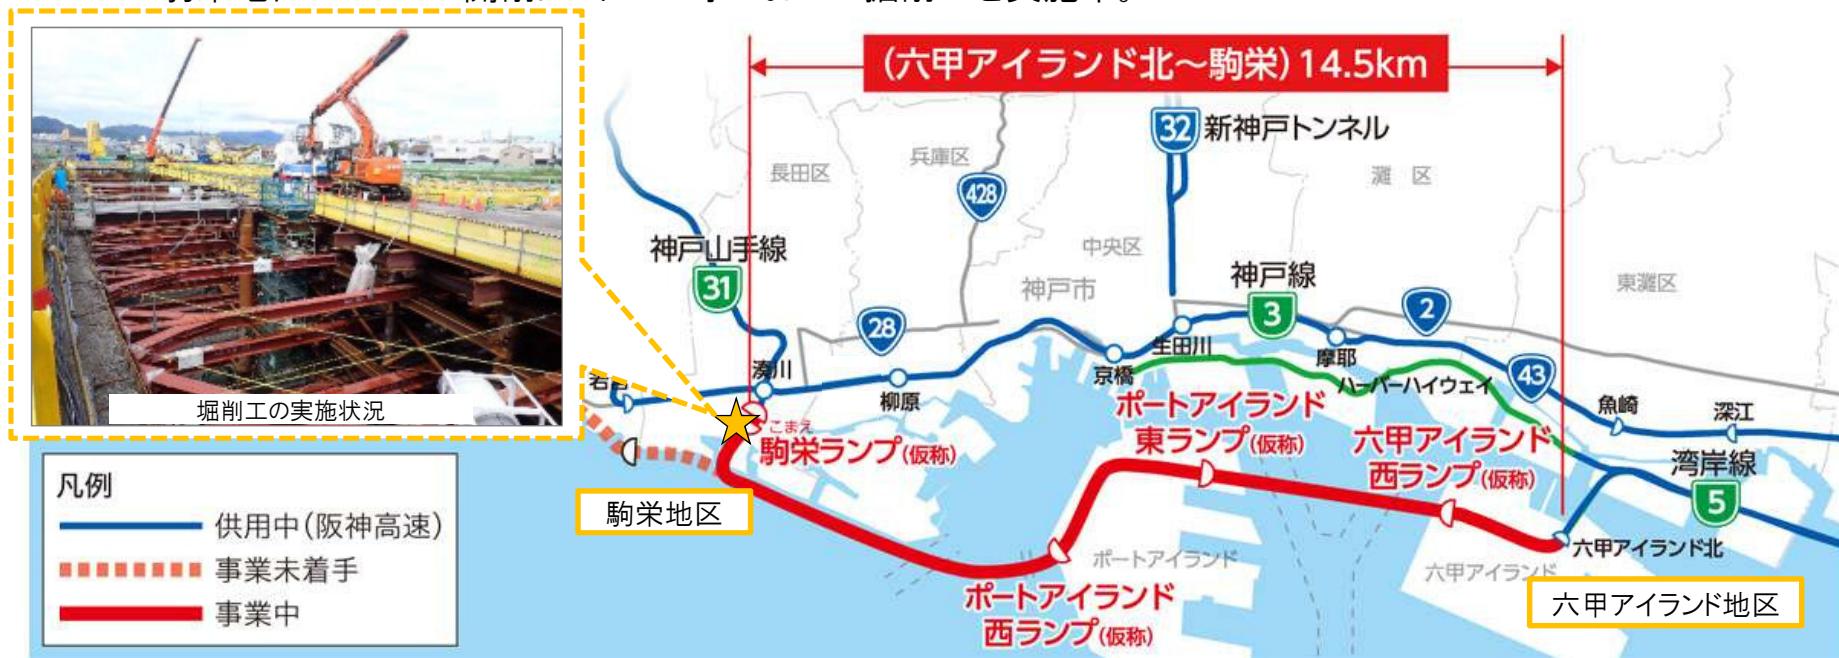 (六甲アイランド北～駒栄)14.5km
32
新神戸トンネル
長田区
兵庫区
灘 区
428
中央区
神戸山手線
31
神戸市
神戸線
3
2
東灘区
28
湊川
生田川
摩耶
京橋
ハーバーハイウェイ
43
柳原
魚崎
深江
掘削工の実施状況
こまえ
駒栄ランプ(仮称)
ポートアイランド
東ランプ(仮称)
六甲アイランド
西ランプ(仮称)
湾岸線
5
駒栄地区
凡例
供用中(阪神高速)
事業未着手
事業中
ポートアイランド
六甲アイランド
六甲アイランド北
ポートアイランド
西ランプ(仮称)
六甲アイランド地区